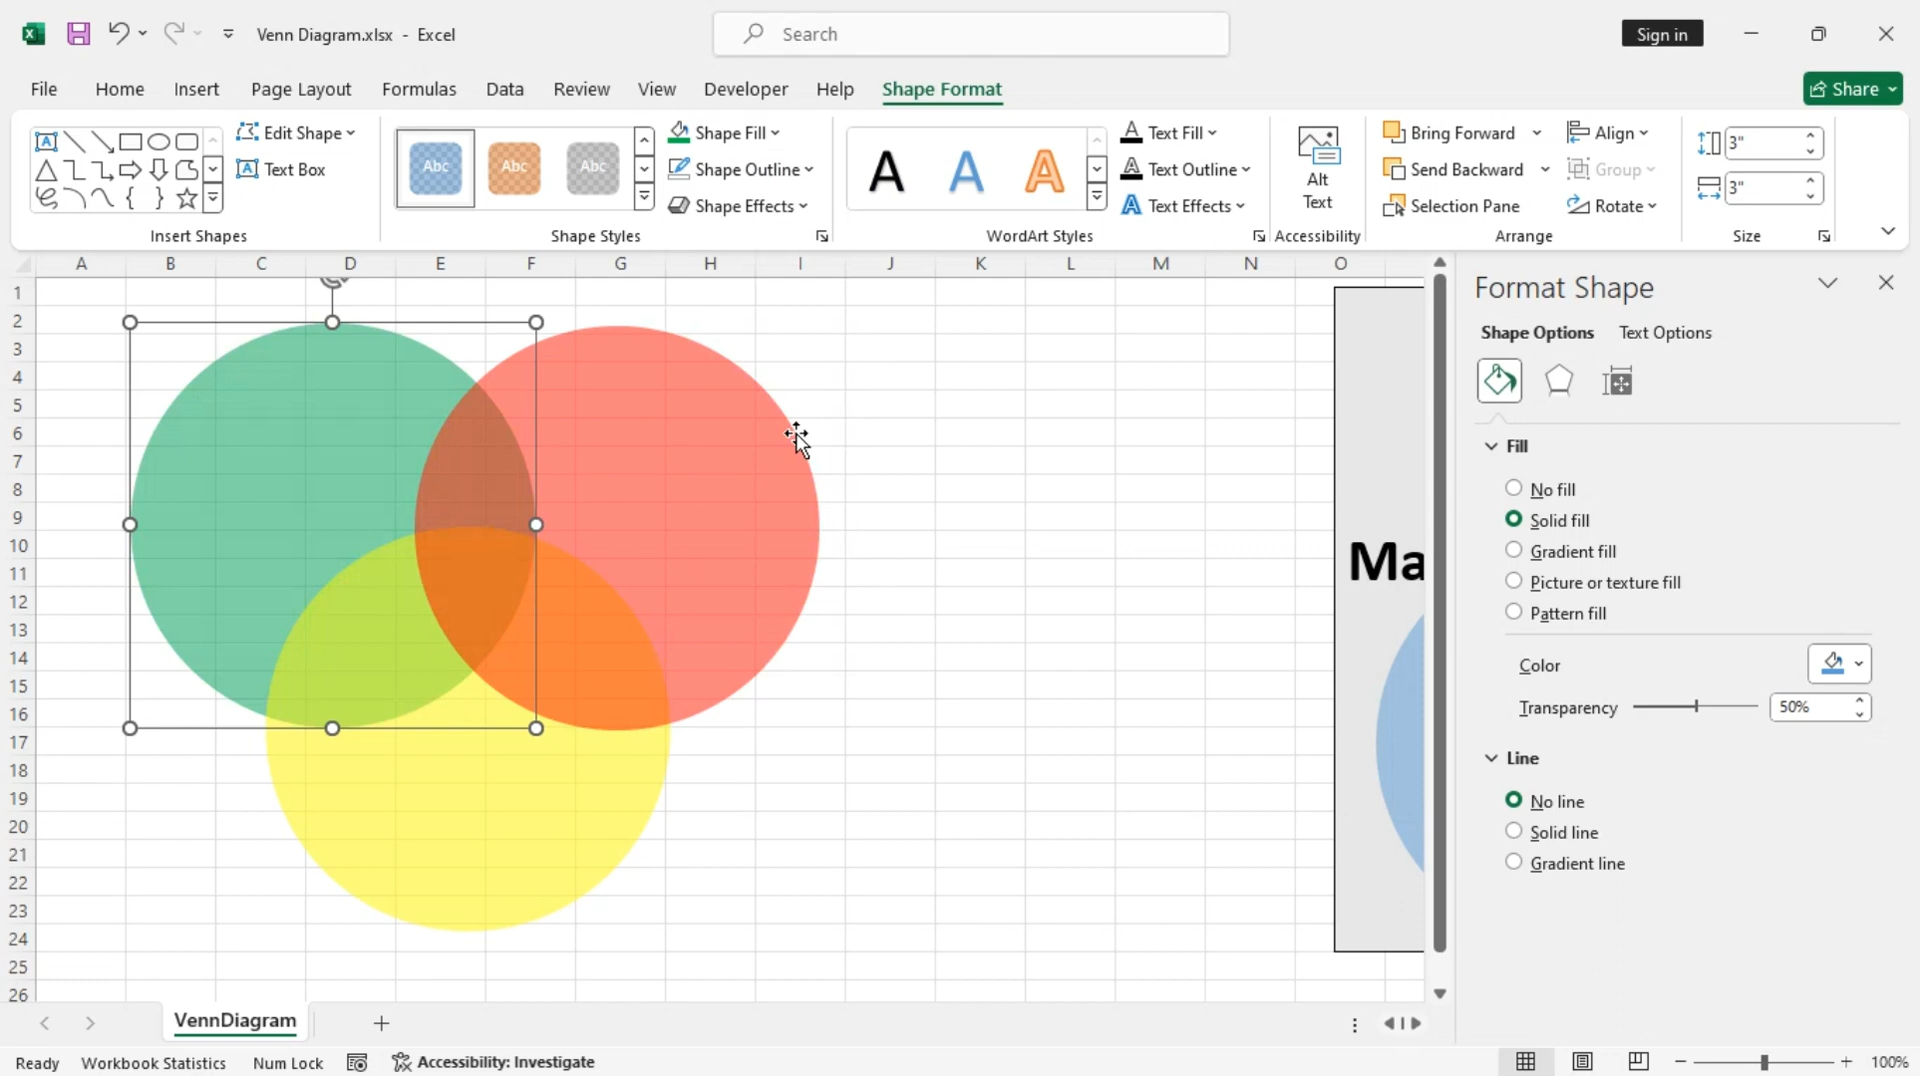 Venn Diagram.xlsx - Excel
Search
Sign in
File Home Insert Page Layout Formulas Data Review View Developer Help Shape Format
Share
Edit Shape
Text Box
Insert Shapes
Abc Abc Abc
Shape Fill
Shape Outline
Shape Effects
Shape Styles
A A A
Text Fill
Text Outline
Text Effects
WordArt Styles
Alt
Text
Accessibility
Bring Forward
Send Backward
Selection Pane
Align
Group
Rotate
Arrange
3"
3"
Size
A B C D E F G H I J K L M N O
1
2
3
4
5
6
7
8
9
10
11
12
13
14
15
16
17
18
19
20
21
22
23
24
25
26
Ma
Format Shape
Shape Options Text Options
Fill
No fill
Solid fill
Gradient fill
Picture or texture fill
Pattern fill
Color
Transparency 50%
Line
No line
Solid line
Gradient line
VennDiagram
Ready Workbook Statistics Num Lock Accessibility: Investigate
100%